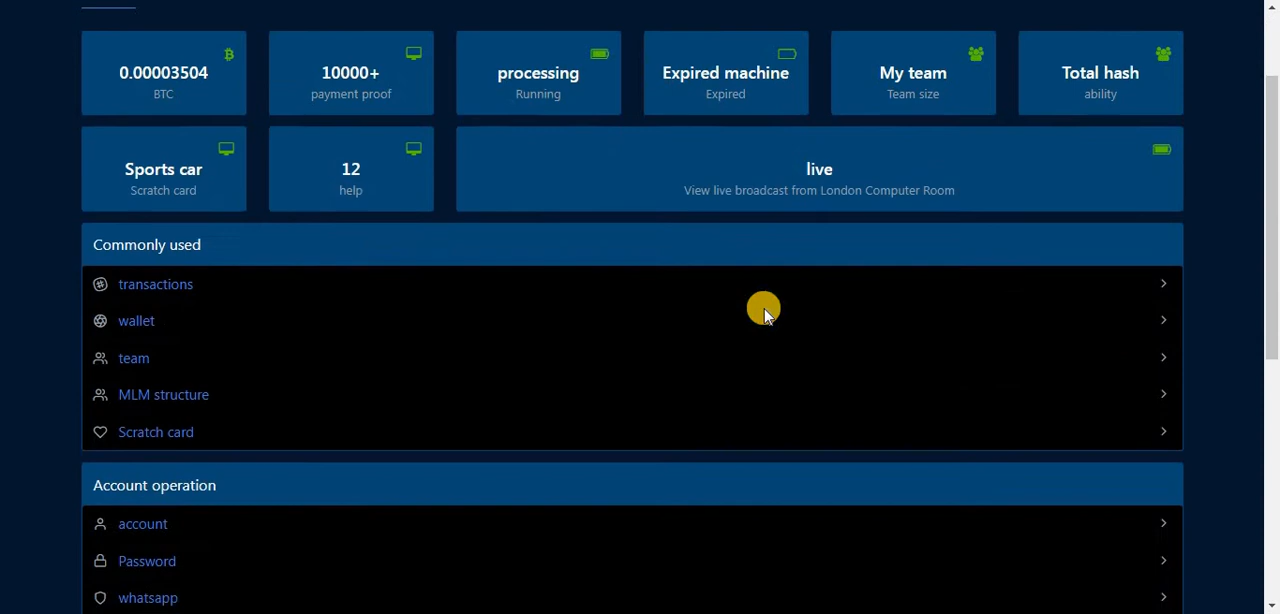 0.00003504
BTC
10000+
payment proof
processing
Running
Expired machine
Expired
My team
Team size
Total hash
ability
Sports car
Scratch card
12
help
live
View live broadcast from London Computer Room
Commonly used
transactions
wallet
team
MLM structure
Scratch card
Account operation
account
Password
whatsapp